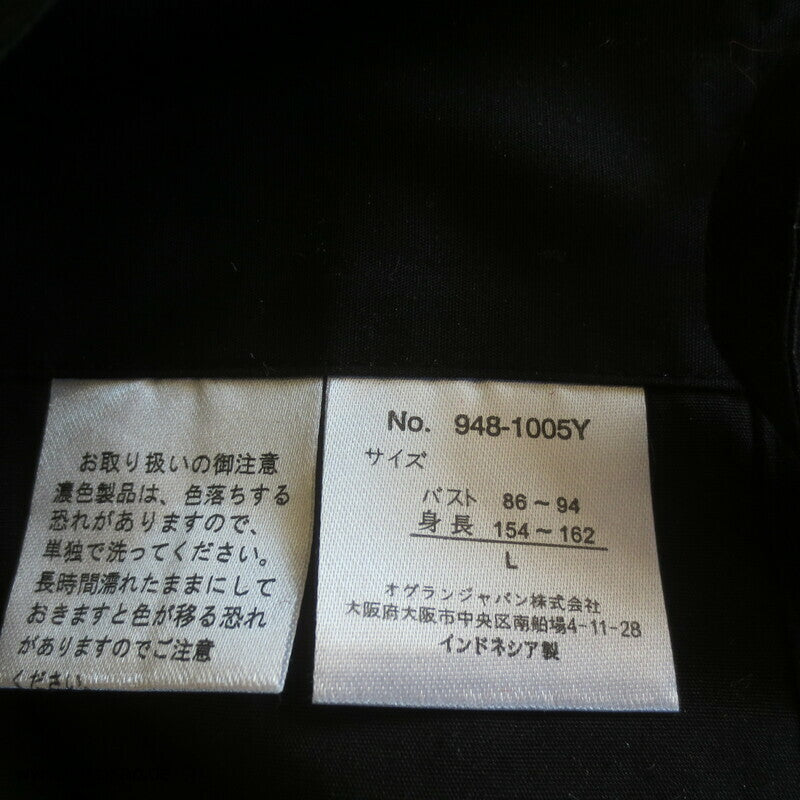 お取り扱いの御注意
濃色製品は、色落ちする
恐れがありますので、
単独で洗ってください。
長時間濡れたままにして
おきますと色が移る恐れ
がありますのでご注意
ください。
No. 948-1005Y
サイズ
バスト 86～94
身長 154～162
L
オグランジャパン株式会社
大阪府大阪市中央区南船場4-11-28
インドネシア製